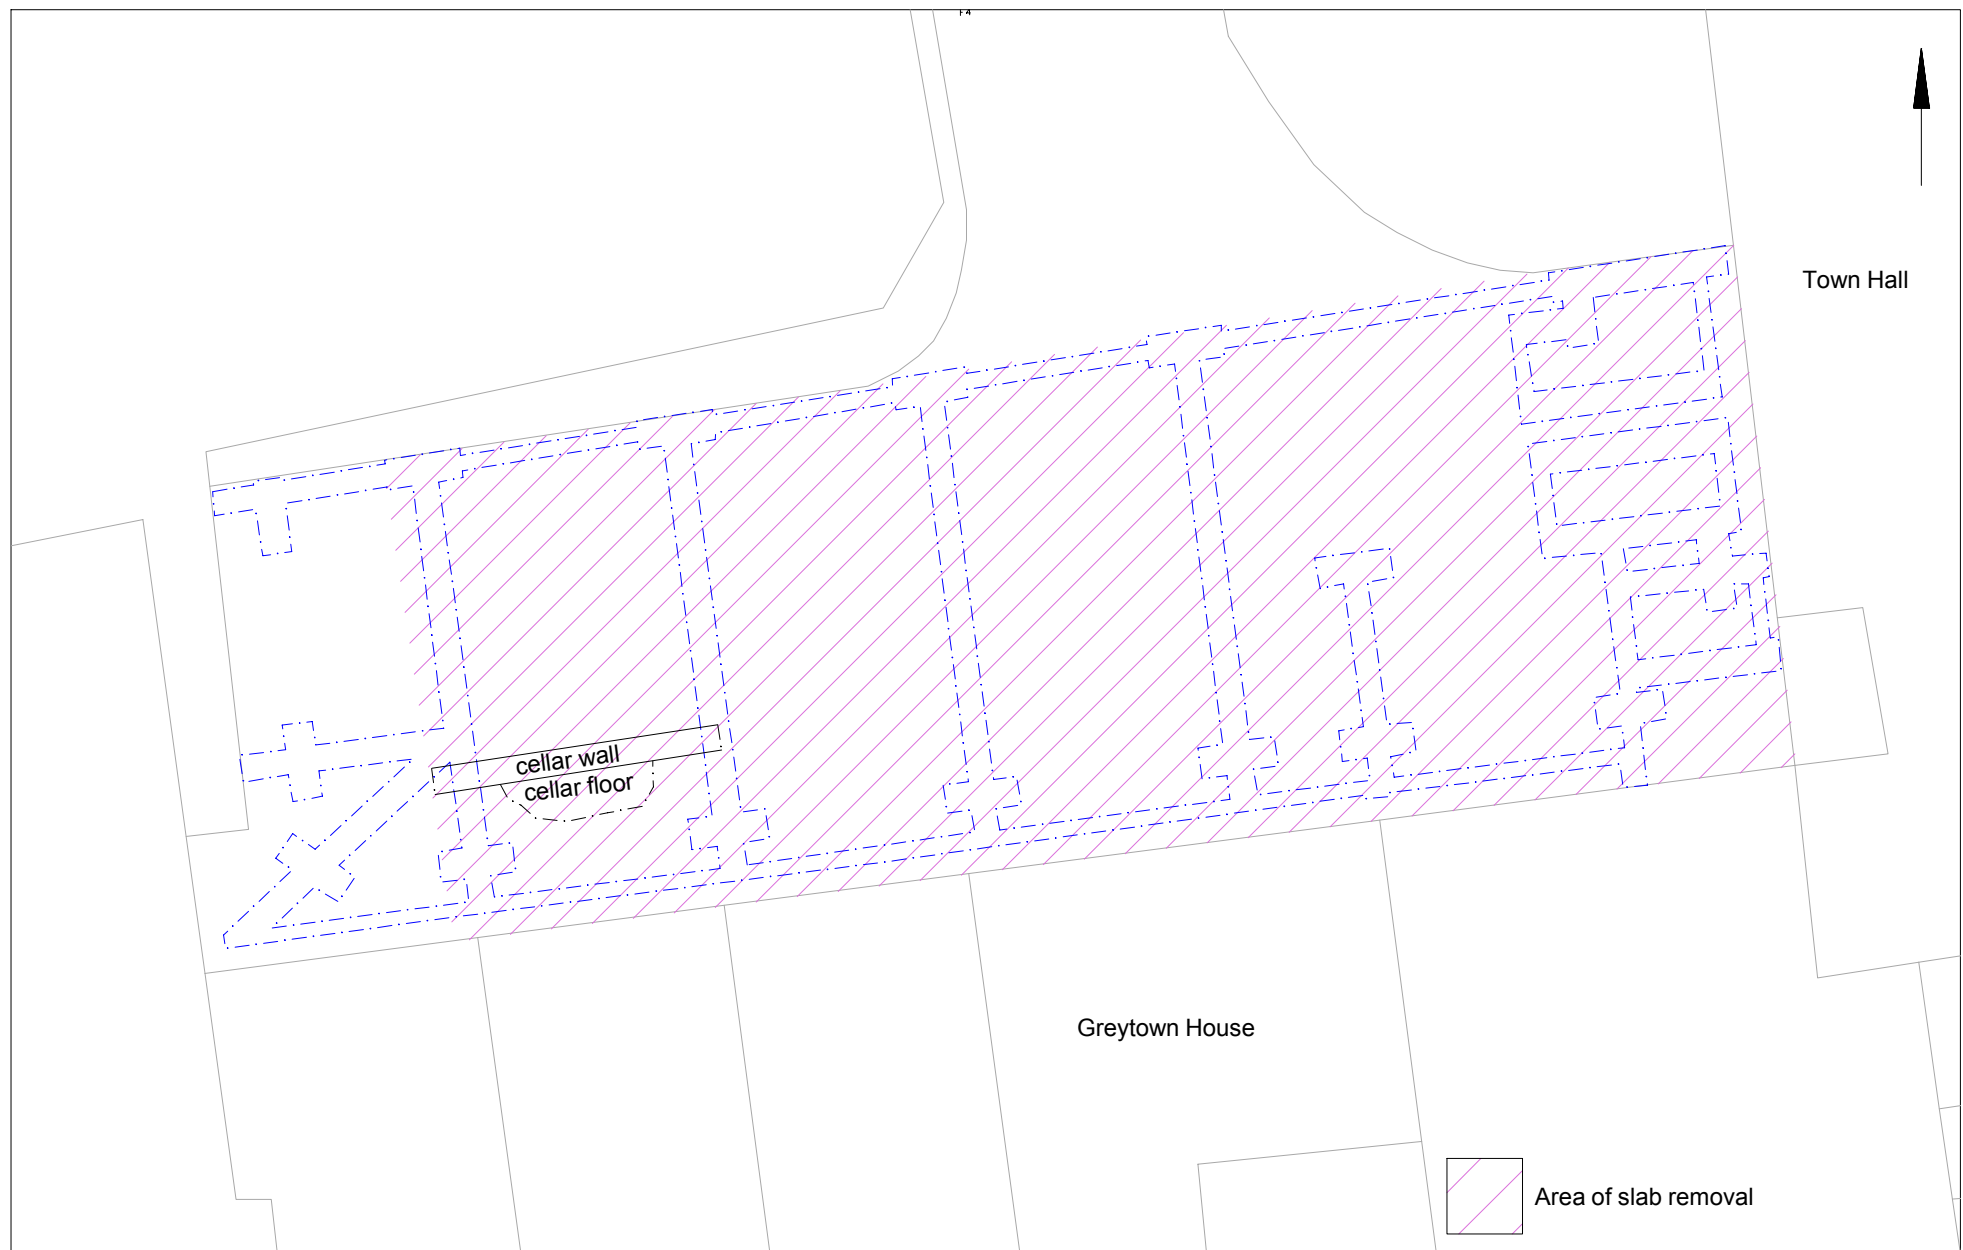 Town Hall
cellar wall
cellar floor
Greytown House
Area of slab removal